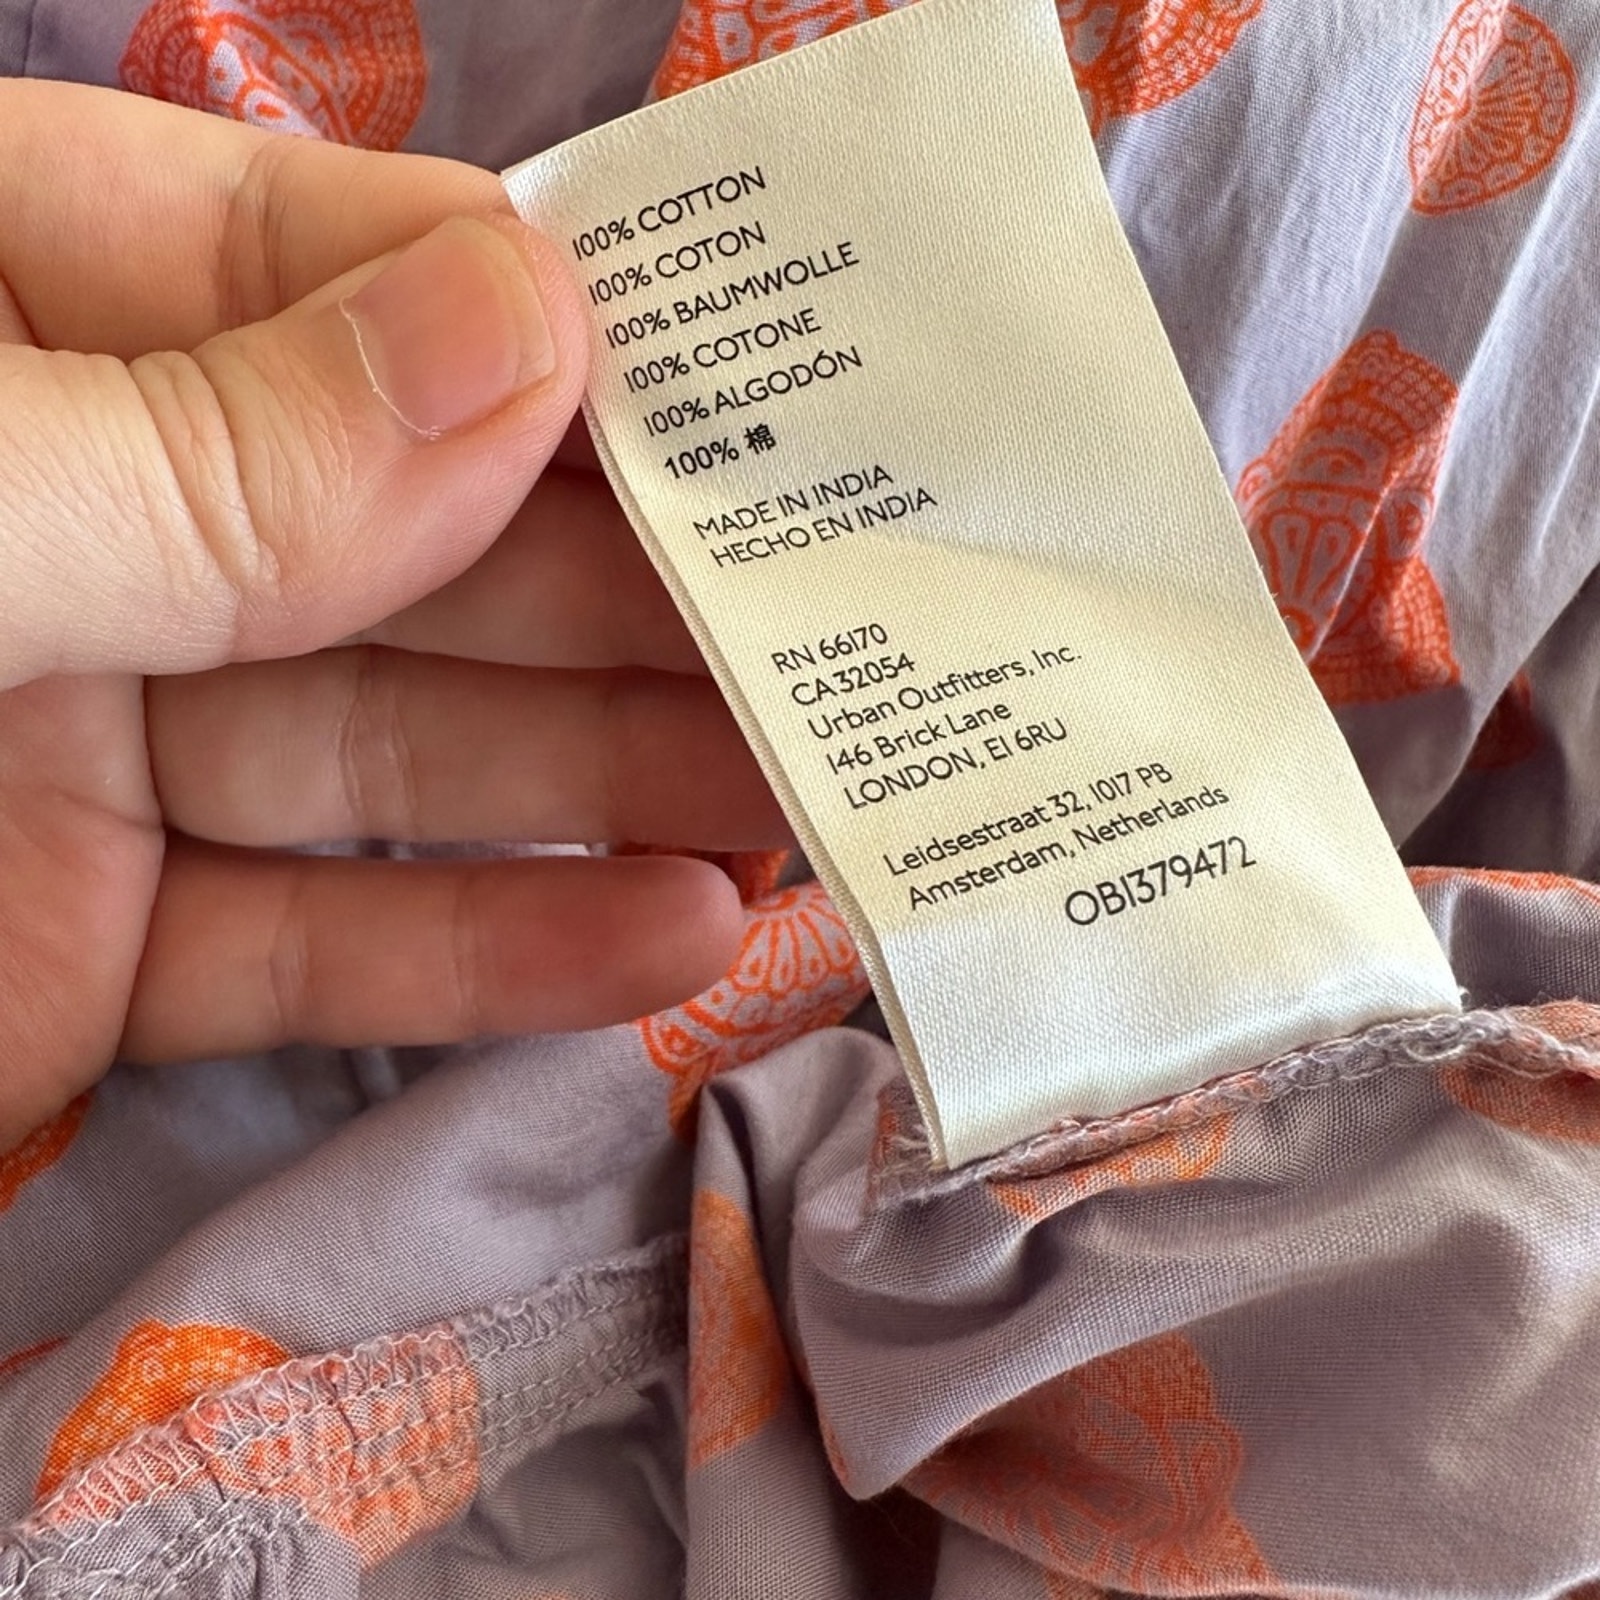 100% COTTON
100% COTON
100% BAUMWOLLE
100% COTONE
100% ALGODÓN
100% 棉
MADE IN INDIA
HECHO EN INDIA
RN 66170
CA 32054
Urban Outfitters, Inc.
146 Brick Lane
LONDON, E1 6RU
Leidsestraat 32, 1017 PB
Amsterdam, Netherlands
OB1379472